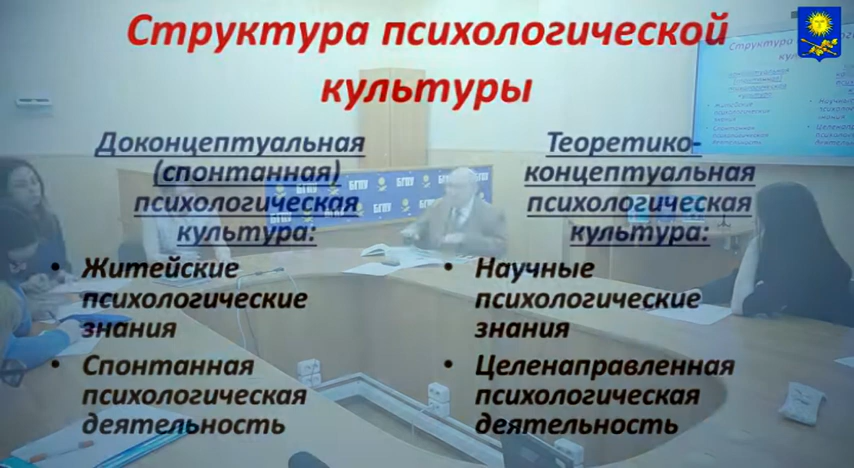 Структура психологической
культуры
Доконцептуальная
(спонтанная)
психологическая
культура:
• Житейские
психологические
знания
• Спонтанная
психологическая
деятельность
Теоретико-
концептуальная
психологическая
культура:
• Научные
психологические
знания
• Целенаправленная
психологическая
деятельность
БГПУ